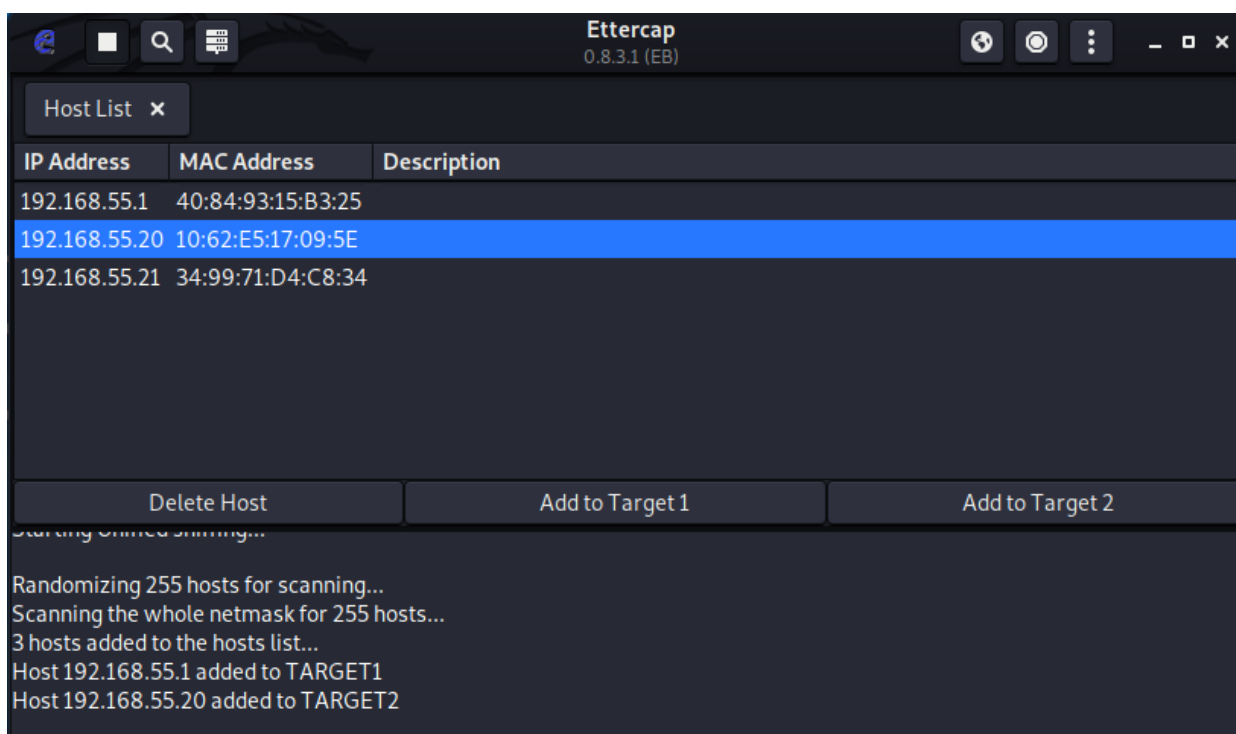 Ettercap
0.8.3.1 (EB)
Host List
IP Address MAC Address Description
192.168.55.1 40:84:93:15:B3:25
192.168.55.20 10:62:E5:17:09:5E
192.168.55.21 34:99:71:D4:C8:34
Delete Host Add to Target 1 Add to Target 2
Starting Unified sniffing...
Randomizing 255 hosts for scanning...
Scanning the whole netmask for 255 hosts...
3 hosts added to the hosts list...
Host 192.168.55.1 added to TARGET1
Host 192.168.55.20 added to TARGET2